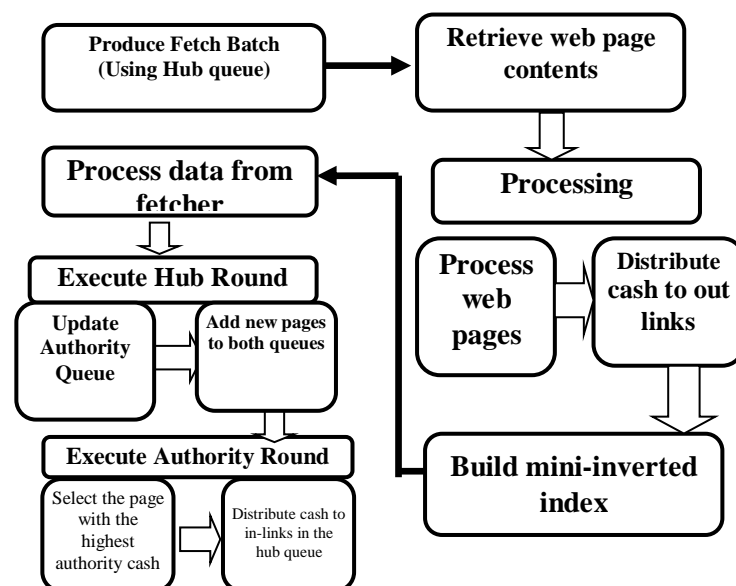 Produce Fetch Batch
(Using Hub queue)
Retrieve web page
contents
Processing
Process
web
pages
Distribute
cash to out
links
Build mini-inverted
index
Process data from
fetcher
Execute Hub Round
Update
Authority
Queue
Add new pages
to both queues
Execute Authority Round
Select the page
with the
highest
authority cash
Distribute cash to
in-links in the
hub queue